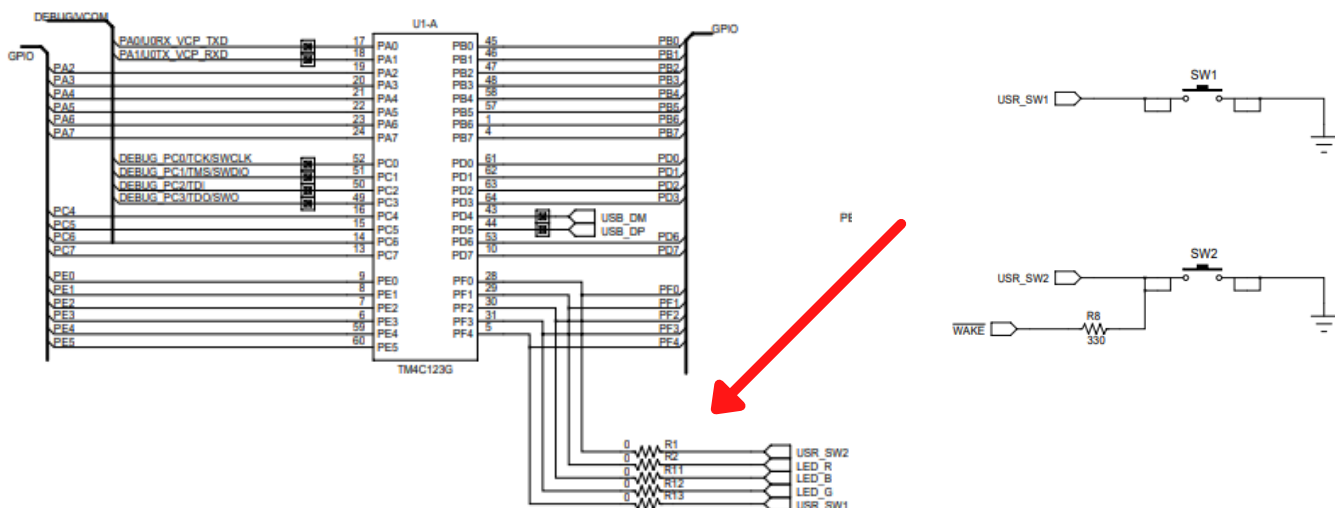 DEBUG/VCOM
U1-A
GPIO
GPIO
PA0/U0RX_VCP_TXD 17 PA0 PB0 45 PB0
PA1/U0TX_VCP_RXD 18 PA1 PB1 46 PB1
PA2 19 PA2 PB2 47 PB2
PA3 20 PA3 PB3 48 PB3
PA4 21 PA4 PB4 58 PB4
PA5 22 PA5 PB5 57 PB5
PA6 23 PA6 PB6 1 PB6
PA7 24 PA7 PB7 4 PB7
DEBUG_PC0/TCK/SWCLK 52 PC0 PD0 61 PD0
DEBUG_PC1/TMS/SWDIO 51 PC1 PD1 62 PD1
DEBUG_PC2/TDI 50 PC2 PD2 63 PD2
DEBUG_PC3/TDO/SWO 49 PC3 PD3 64 PD3
PC4 16 PC4 PD4 43 USB_DM
PC5 15 PC5 PD5 44 USB_DP
PC6 14 PC6 PD6 53 PD6
PC7 13 PC7 PD7 10 PD7
PE0 9 PE0 PF0 28 PF0
PE1 8 PE1 PF1 29 PF1
PE2 7 PE2 PF2 30 PF2
PE3 6 PE3 PF3 31 PF3
PE4 59 PE4 PF4 5 PF4
PE5 60 PE5
TM4C123G
0 R1 USR_SW2
0 R2 LED_R
0 R11 LED_B
0 R12 LED_G
0 R13 USR_SW1
SW1
USR_SW1
SW2
USR_SW2
WAKE
R8
330